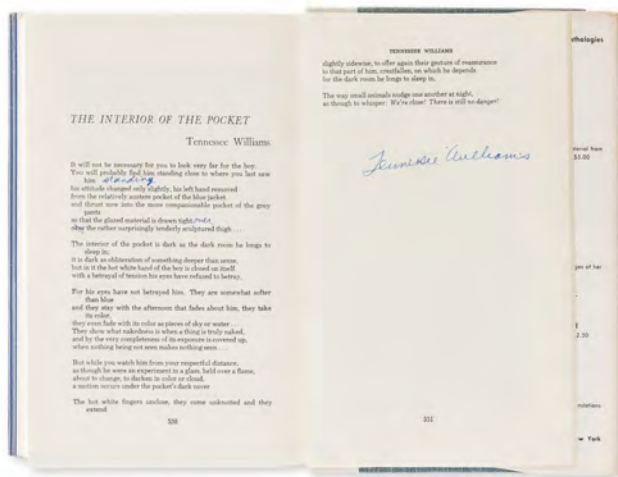 THE INTERIOR OF THE POCKET
Tennessee Williams
It will not be necessary for you to look very far for the boy.
You will probably find him standing close to where you last saw
him standing
his attitude changed only slightly, his left hand removed
from the relatively austere pocket of the blue jacket
and thrust now into the more companionable pocket of the grey
pants
so that the glazed material is drawn tight over
the rather surprisingly tenderly sculptured thigh . . .
The interior of the pocket is dark as the dark room he longs to
sleep in;
it is dark as obliteration of something deeper than sense,
but in it the hot white hand of the boy is closed on itself
with a betrayal of tension his eyes have refused to betray,
For his eyes have not betrayed him. They are somewhat softer
than blue
and they stay with the afternoon that fades about him, they take
its color,
they even fade with its color as pieces of sky or water . . .
They show what nakedness is when a thing is truly naked,
and by the very completeness of its exposure is covered up,
when nothing being not seen makes nothing seen . . .
But while you watch him from your respectful distance,
as though he were an experiment in a glass, held over a flame,
about to change, to darken in color or cloud,
a motion occurs under the pocket's dark cover
The hot white fingers unclose, they come unknotted and they
extend
530
TENNESSEE WILLIAMS
slightly sidewise, to offer again their gesture of reassurance
to that part of him, crestfallen, on which he depends
for the dark room he longs to sleep in,
The way small animals nudge one another at night,
as though to whisper: We're close! There is still no danger!
Tennessee Williams
531
thologies
terial from
$5.00
ges of her
2.50
nslations
w York